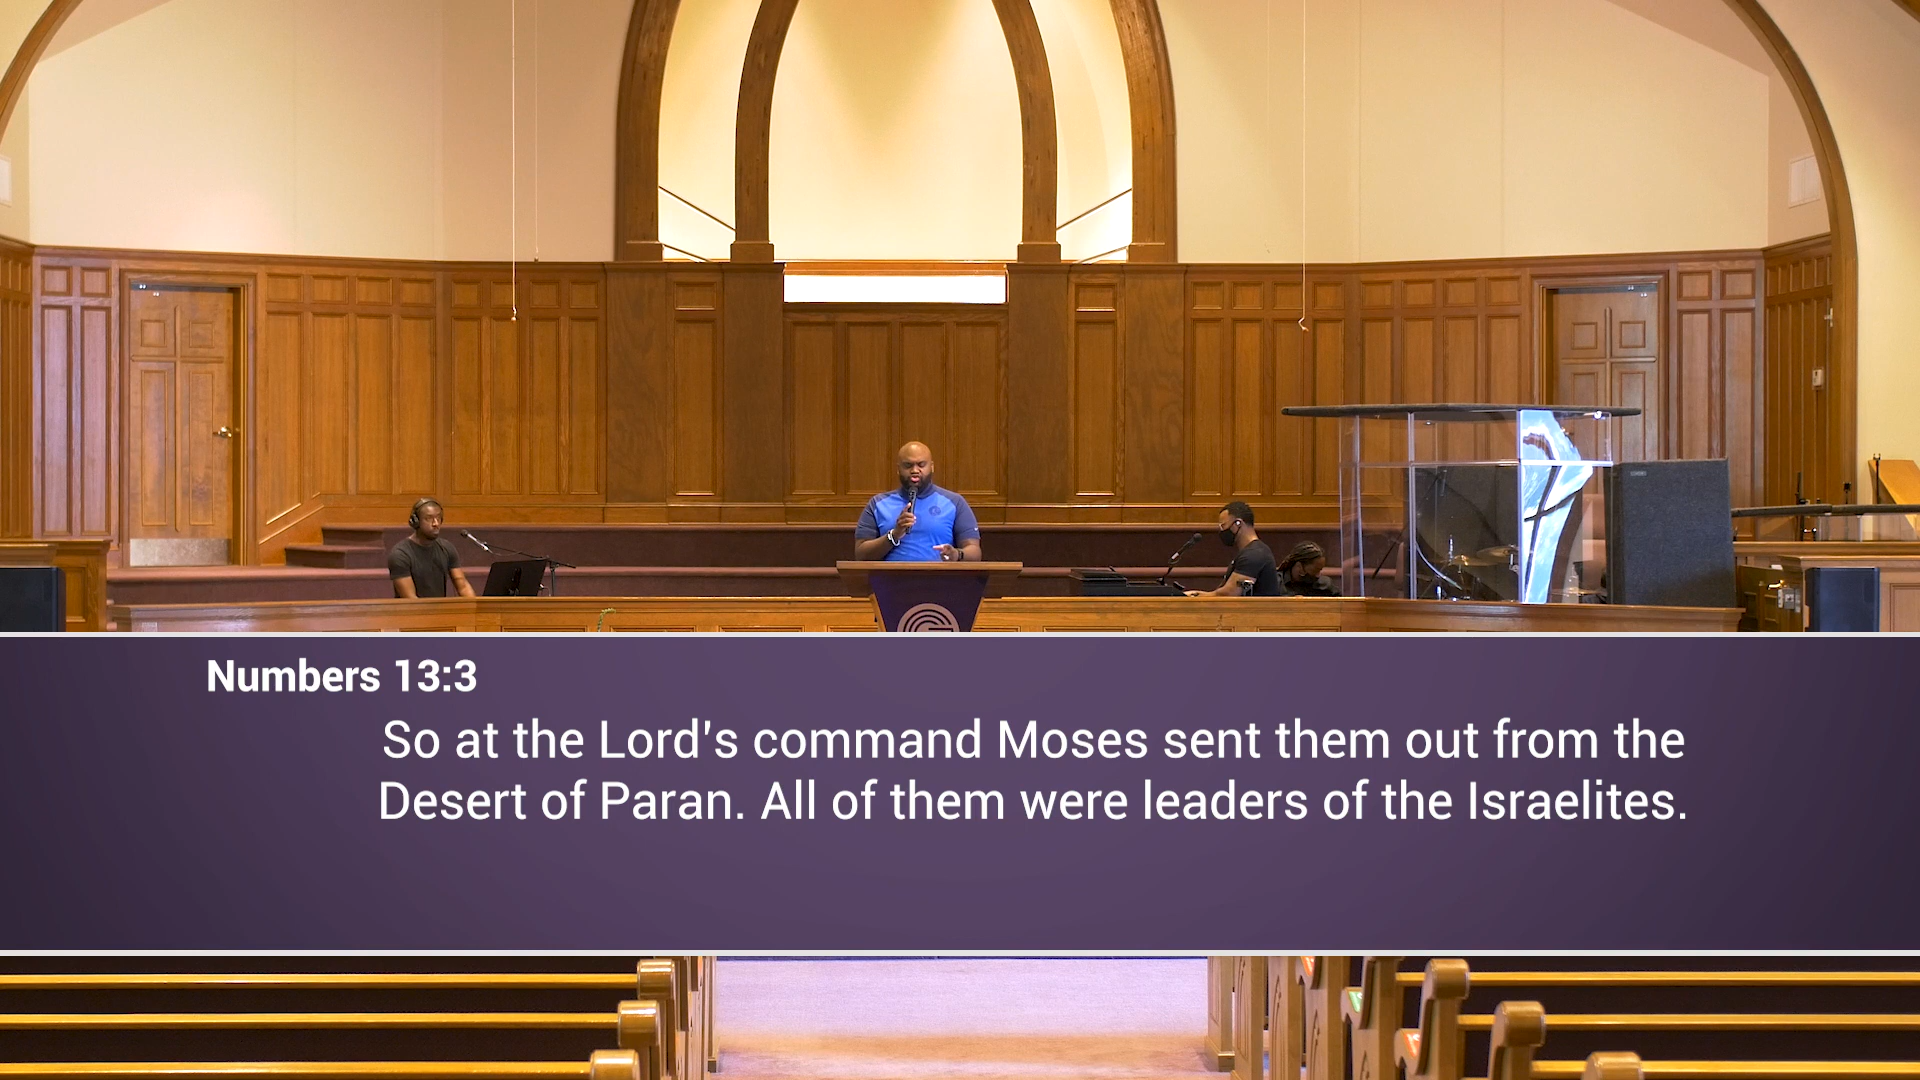 Numbers 13:3
So at the Lord's command Moses sent them out from the
Desert of Paran. All of them were leaders of the Israelites.